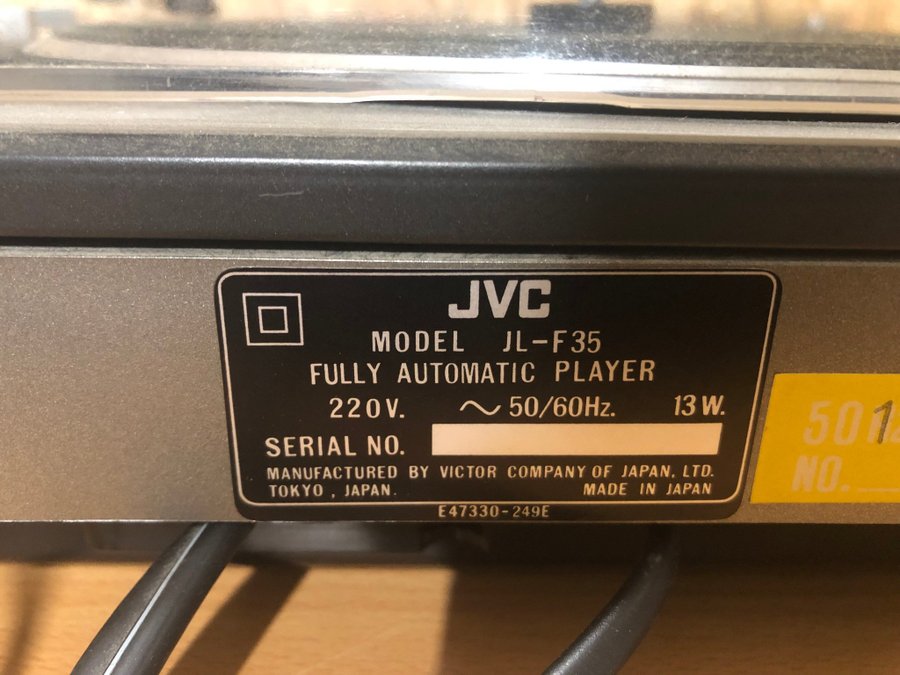 JVC
MODEL JL-F35
FULLY AUTOMATIC PLAYER
220V. ~ 50/60Hz. 13W.
SERIAL NO.
MANUFACTURED BY VICTOR COMPANY OF JAPAN, LTD.
TOKYO, JAPAN. MADE IN JAPAN
E47330-249E
NO.